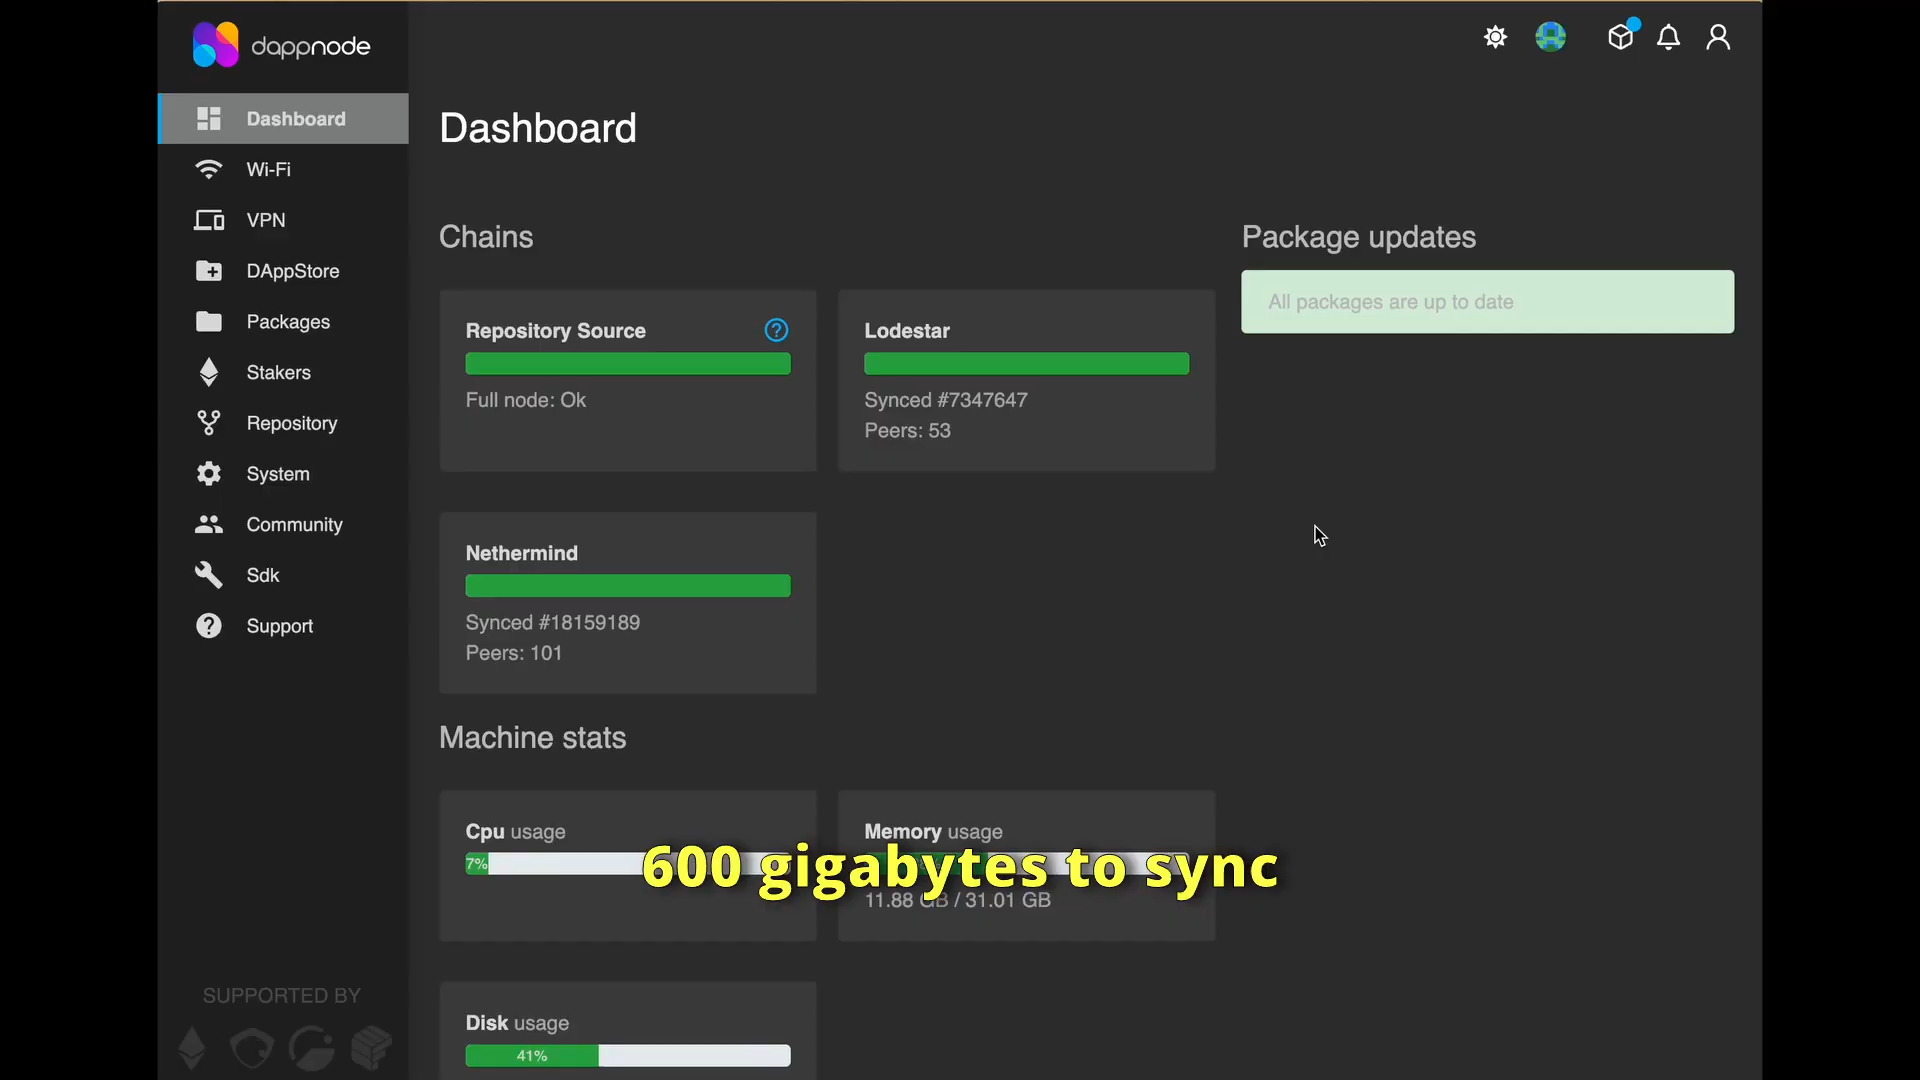 dappnode
Dashboard
Wi-Fi
VPN
DAppStore
Packages
Stakers
Repository
System
Community
Sdk
Support
SUPPORTED BY
Dashboard
Chains
Repository Source
?
Full node: Ok
Lodestar
Synced #7347647
Peers: 53
Nethermind
Synced #18159189
Peers: 101
Package updates
All packages are up to date
Machine stats
Cpu usage
7%
Memory usage
11.88 GB / 31.01 GB
600 gigabytes to sync
Disk usage
41%